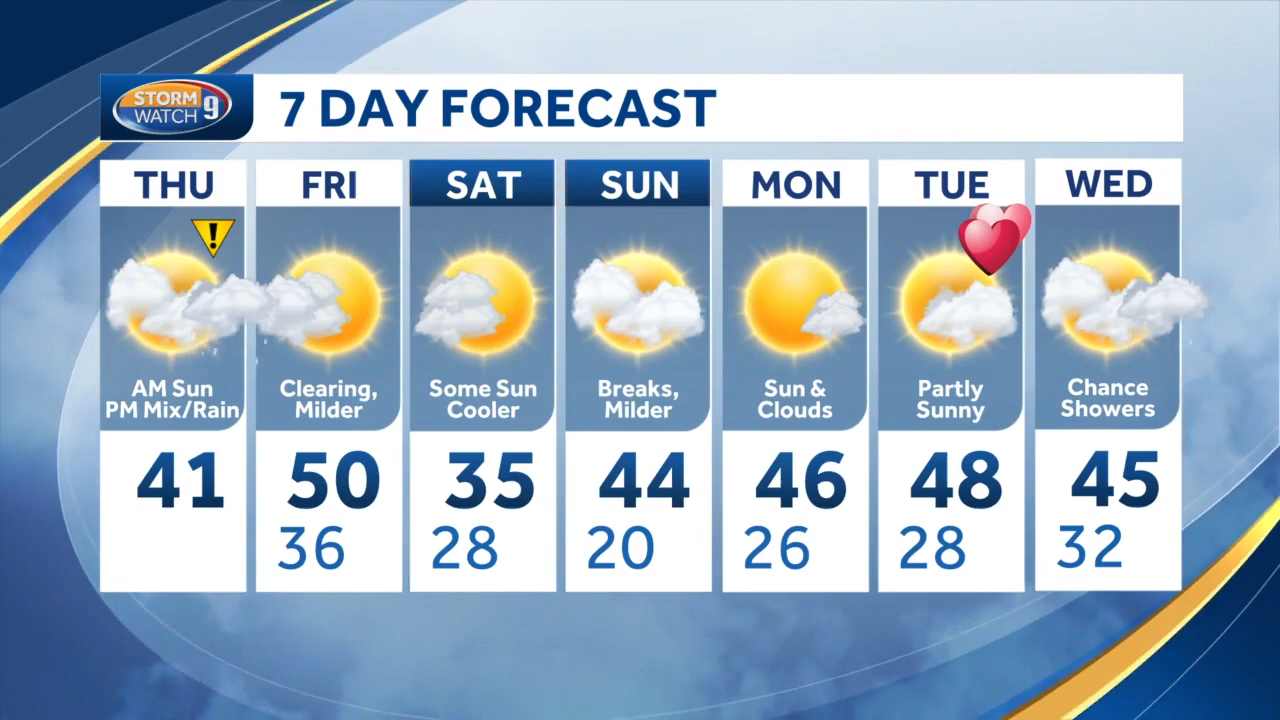 STORM
WATCH 9
7 DAY FORECAST
THU
FRI
SAT
SUN
MON
TUE
WED
!
AM Sun
PM Mix/Rain
Clearing,
Milder
Some Sun
Cooler
Breaks,
Milder
Sun &
Clouds
Partly
Sunny
Chance
Showers
41
50
35
44
46
48
45
36
28
20
26
28
32